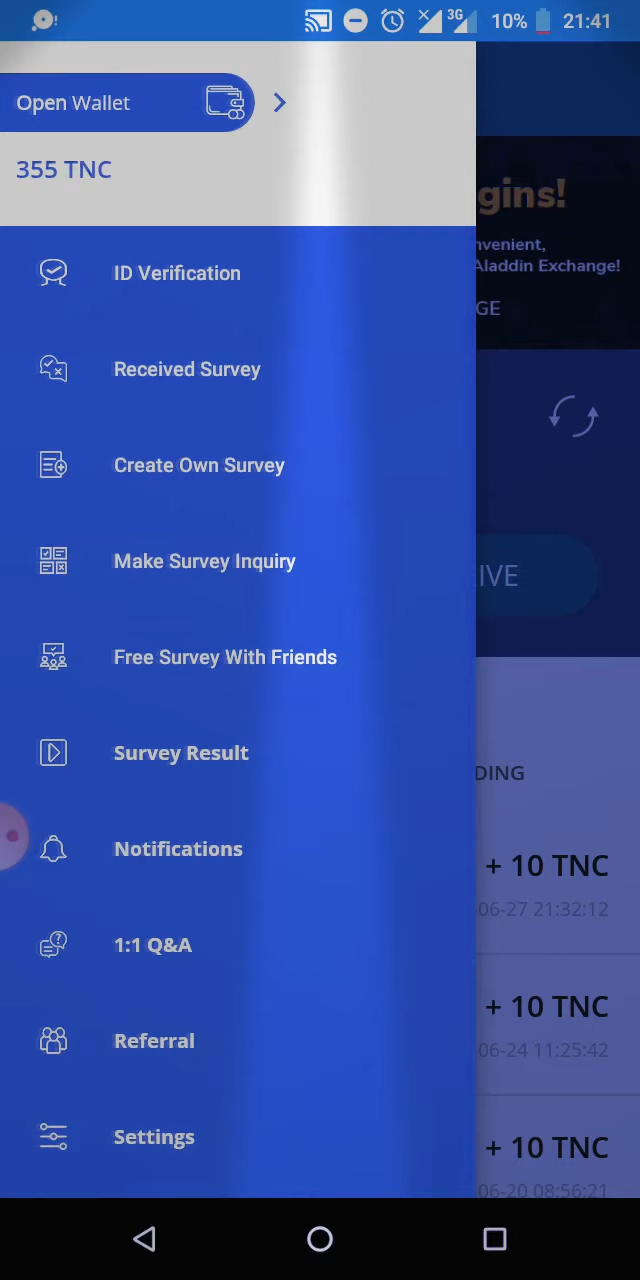 3G 10% 21:41
Open Wallet
355 TNC
gins!
nvenient,
Aladdin Exchange!
GE
ID Verification
Received Survey
Create Own Survey
Make Survey Inquiry
IVE
Free Survey With Friends
Survey Result
DING
Notifications
+ 10 TNC
06-27 21:32:12
1:1 Q&A
+ 10 TNC
Referral
06-24 11:25:42
Settings
+ 10 TNC
06-20 08:56:21